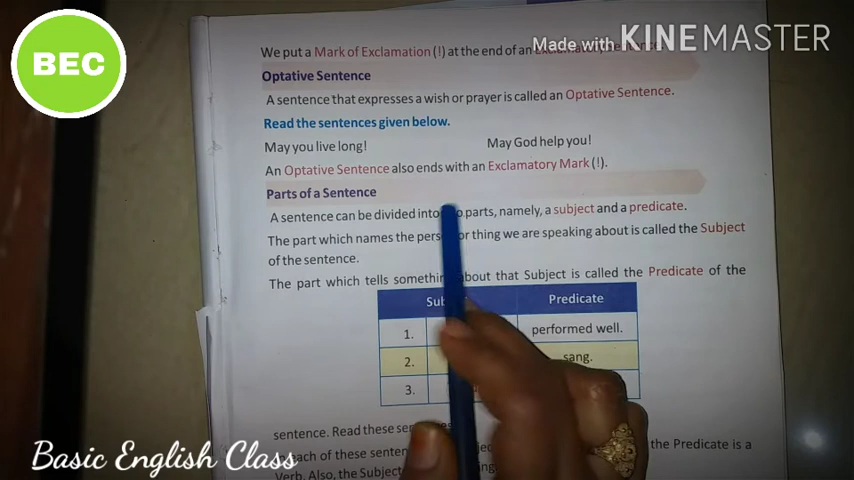 BEC
Made with KINEMASTER
We put a Mark of Exclamation (!) at the end of an
Optative Sentence
A sentence that expresses a wish or prayer is called an Optative Sentence.
Read the sentences given below.
May you live long! May God help you!
An Optative Sentence also ends with an Exclamatory Mark (!).
Parts of a Sentence
A sentence can be divided into parts, namely, a subject and a predicate.
The part which names the or thing we are speaking about is called the Subject
of the sentence.
The part which tells about that Subject is called the Predicate of the
Predicate
1. performed well.
2. sang.
3.
sentence. Read these
each of these the Predicate is a
Verb. Also, the Subject
Basic English Class